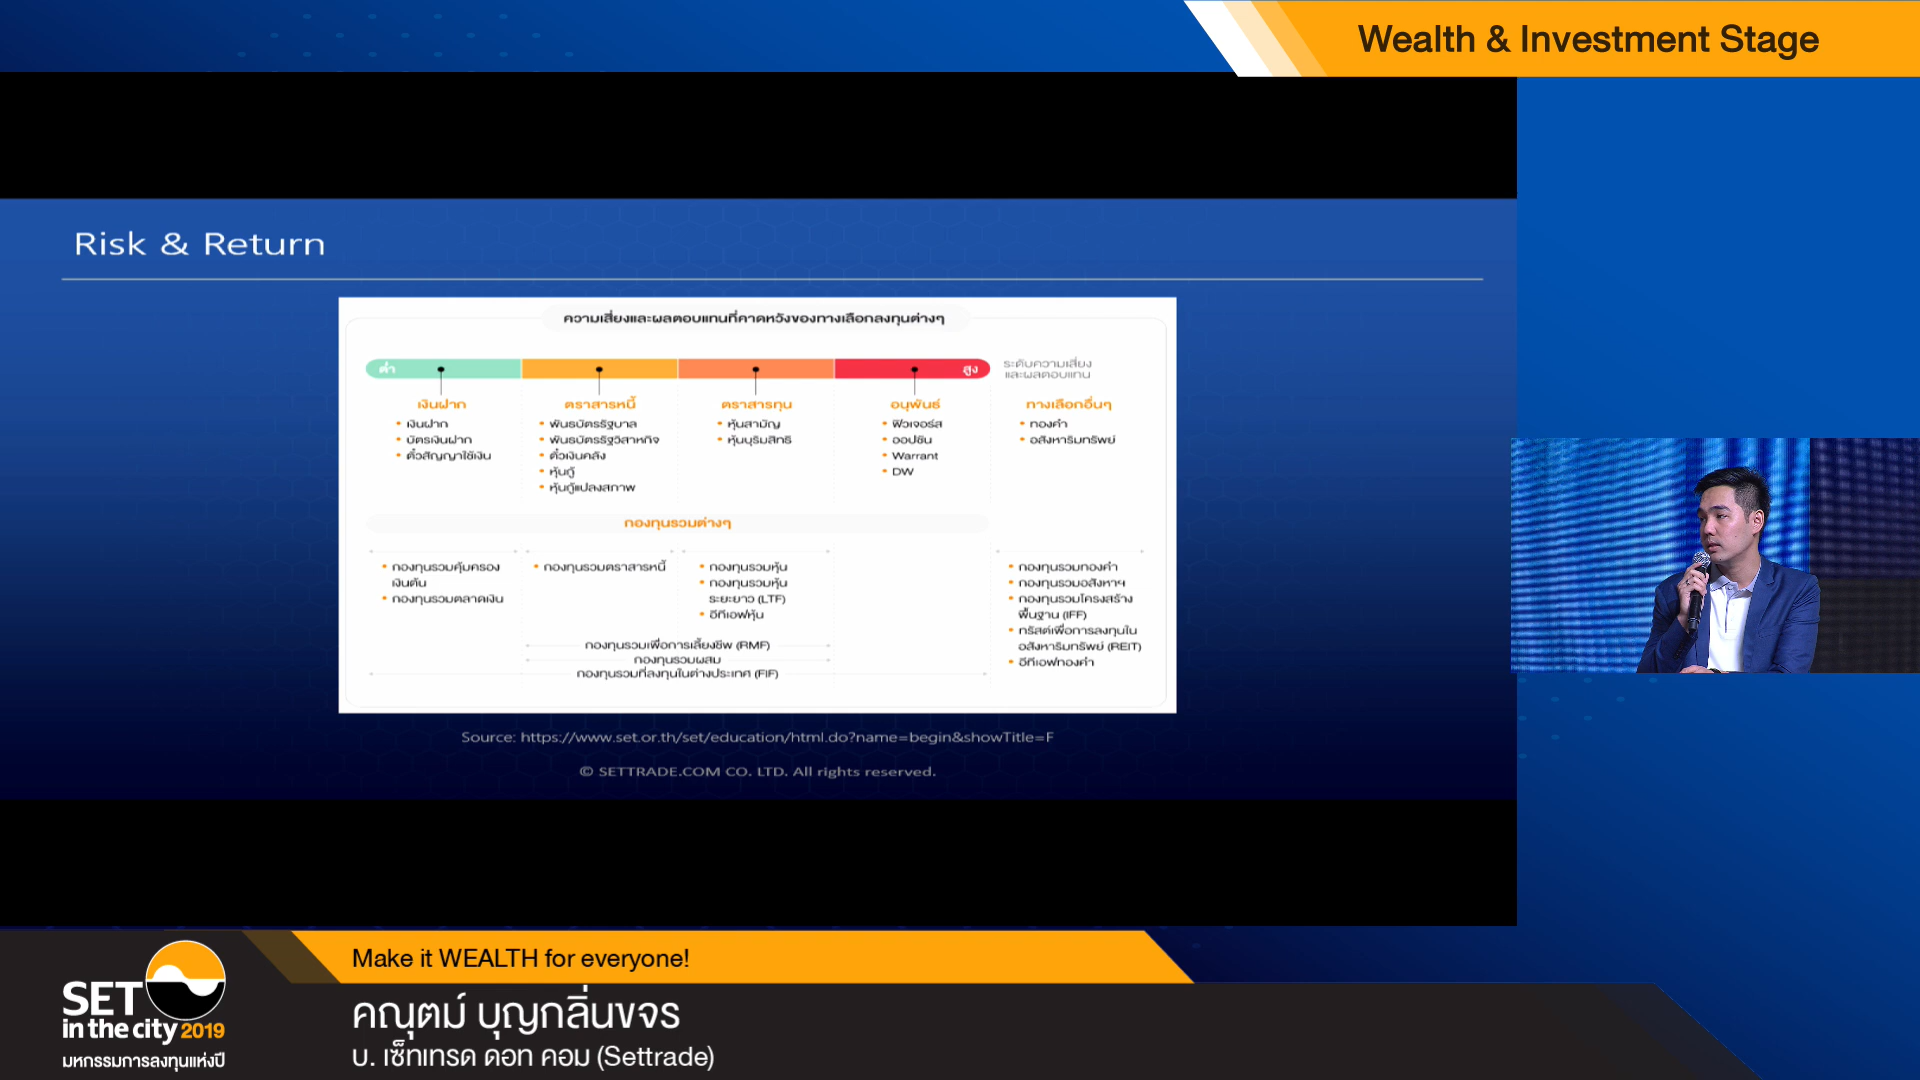 Wealth & Investment Stage
Risk & Return
ความเสี่ยงและผลตอบแทนที่คาดหวังของทางเลือกลงทุนต่างๆ
ต่ำ
สูง
ระดับความเสี่ยง
และผลตอบแทน
เงินฝาก
• เงินฝาก
• บัตรเงินฝาก
• ตั๋วสัญญาใช้เงิน
ตราสารหนี้
• พันธบัตรรัฐบาล
• พันธบัตรรัฐวิสาหกิจ
• ตั๋วเงินคลัง
• หุ้นกู้
• หุ้นกู้แปลงสภาพ
ตราสารทุน
• หุ้นสามัญ
• หุ้นบุริมสิทธิ
อนุพันธ์
• ฟิวเจอร์ส
• ออปชัน
• Warrant
• DW
ทางเลือกอื่นๆ
• ทองคำ
• อสังหาริมทรัพย์
กองทุนรวมต่างๆ
• กองทุนรวมคุ้มครอง
เงินต้น
• กองทุนรวมตลาดเงิน
• กองทุนรวมตราสารหนี้
• กองทุนรวมหุ้น
• กองทุนรวมหุ้น
ระยะยาว (LTF)
• อีทีเอฟหุ้น
• กองทุนรวมทองคำ
• กองทุนรวมอสังหาฯ
• กองทุนรวมโครงสร้าง
พื้นฐาน (IFF)
• ทรัสต์เพื่อการลงทุนใน
อสังหาริมทรัพย์ (REIT)
• อีทีเอฟทองคำ
กองทุนรวมเพื่อการเลี้ยงชีพ (RMF)
กองทุนรวมผสม
กองทุนรวมที่ลงทุนในต่างประเทศ (FIF)
Source: https://www.set.or.th/set/education/html.do?name=begin&showTitle=F
© SETTRADE.COM CO. LTD. All rights reserved.
SET
in the city 2019
มหกรรมการลงทุนแห่งปี
Make it WEALTH for everyone!
คณุตม์ บุญกลิ่นขจร
บ. เซ็ทเทรด ดอท คอม (Settrade)